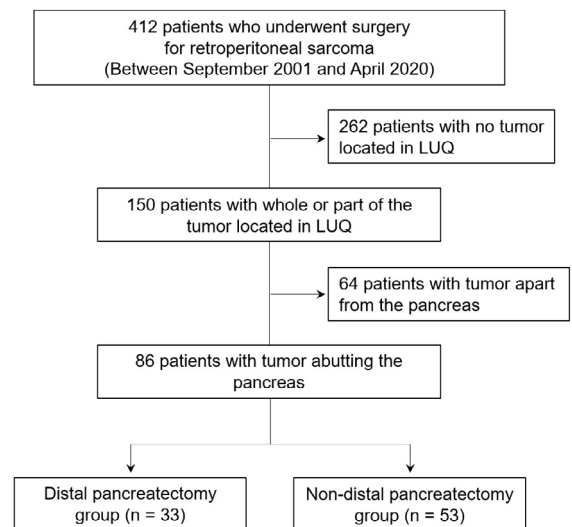 412 patients who underwent surgery
for retroperitoneal sarcoma
(Between September 2001 and April 2020)
262 patients with no tumor
located in LUQ
150 patients with whole or part of the
tumor located in LUQ
64 patients with tumor apart
from the pancreas
86 patients with tumor abutting the
pancreas
Distal pancreatectomy
group (n = 33)
Non-distal pancreatectomy
group (n = 53)